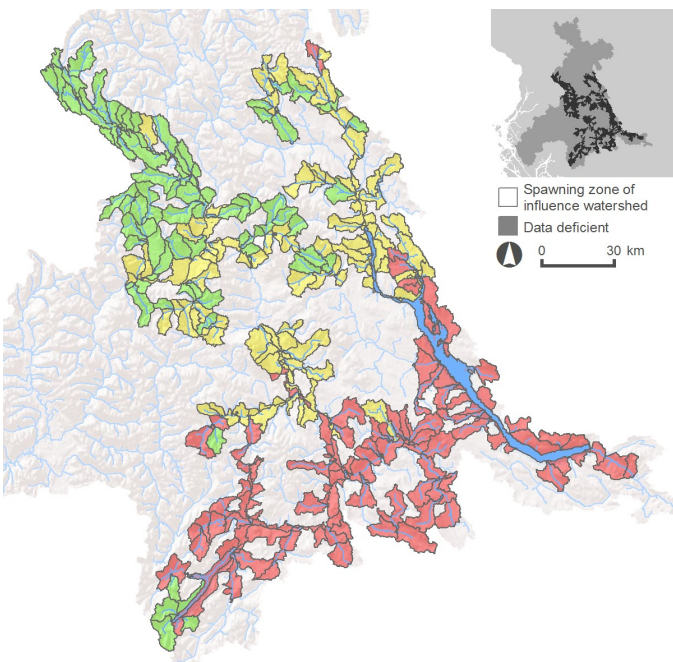 Spawning zone of
influence watershed
Data deficient
0 30 km